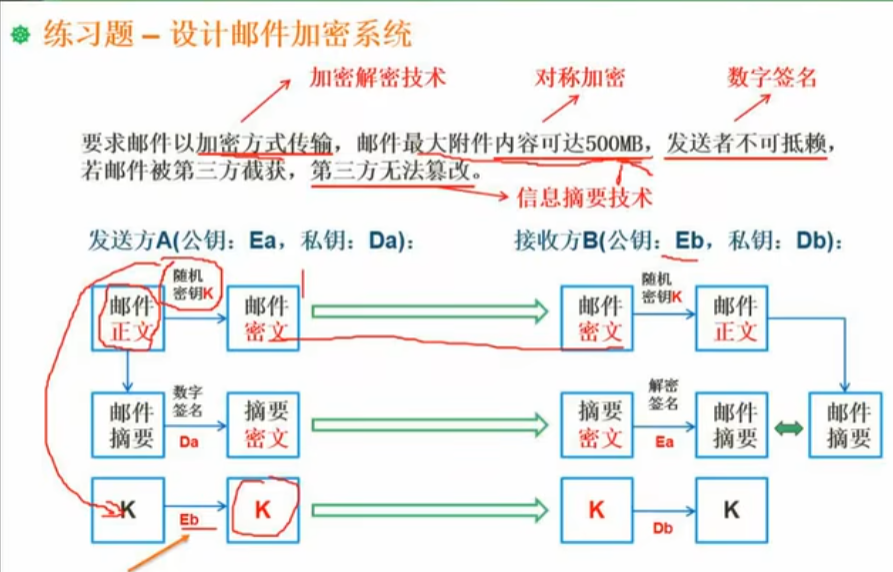 练习题 – 设计邮件加密系统
加密解密技术
对称加密
数字签名
要求邮件以加密方式传输，邮件最大附件内容可达500MB，发送者不可抵赖，
若邮件被第三方截获，第三方无法篡改。
信息摘要技术
发送方A(公钥：Ea，私钥：Da)：
接收方B(公钥：Eb，私钥：Db)：
邮件
正文
随机
密钥K
邮件
密文
邮件
密文
随机
密钥K
邮件
正文
邮件
摘要
数字
签名
Da
摘要
密文
摘要
密文
解密
签名
Ea
邮件
摘要
邮件
摘要
K
Eb
K
K
Db
K